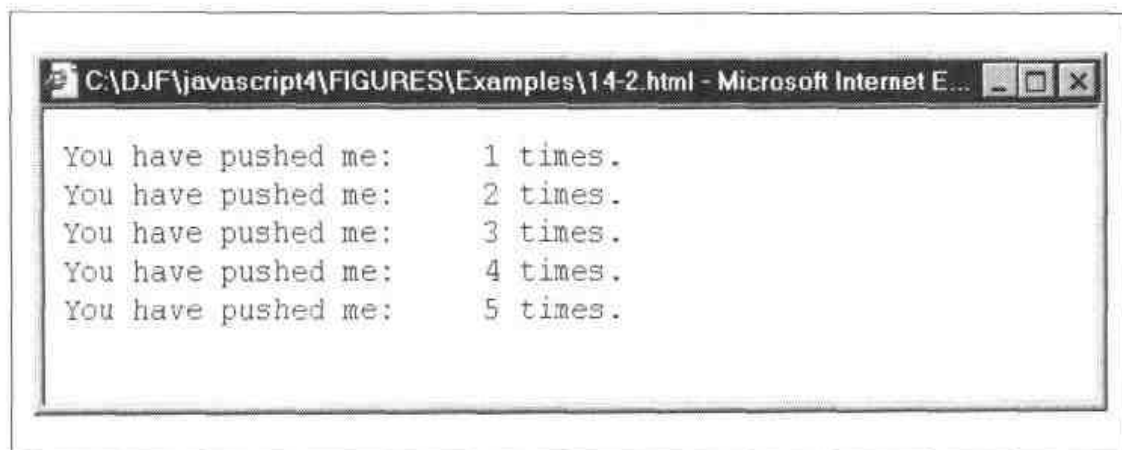 C:\DJF\javascript4\FIGURES\Examples\14-2.html - Microsoft Internet E...
You have pushed me:     1 times.
You have pushed me:     2 times.
You have pushed me:     3 times.
You have pushed me:     4 times.
You have pushed me:     5 times.